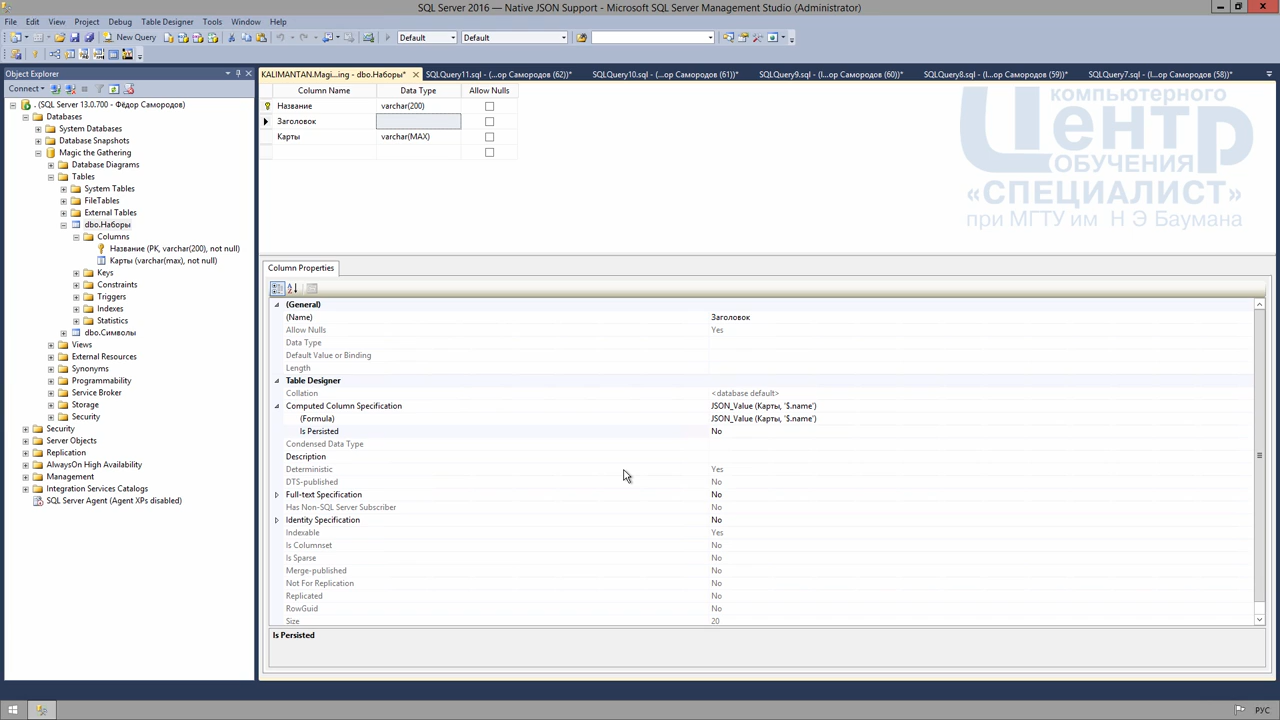 SQL Server 2016 — Native JSON Support - Microsoft SQL Server Management Studio (Administrator)
File Edit View Project Debug Table Designer Tools Window Help
New Query
Default Default
Object Explorer
Connect
. (SQL Server 13.0.700 - Фёдор Самородов)
Databases
System Databases
Database Snapshots
Magic the Gathering
Database Diagrams
Tables
System Tables
FileTables
External Tables
dbo.Наборы
Columns
Название (PK, varchar(200), not null)
Карты (varchar(max), not null)
Keys
Constraints
Triggers
Indexes
Statistics
dbo.Символы
Views
External Resources
Synonyms
Programmability
Service Broker
Storage
Security
Security
Server Objects
Replication
AlwaysOn High Availability
Management
Integration Services Catalogs
SQL Server Agent (Agent XPs disabled)
KALIMANTAN.Magi...ing - dbo.Наборы* SQLQuery11.sql - (...ор Самородов (62))* SQLQuery10.sql - (...ор Самородов (61))* SQLQuery9.sql - (l...ор Самородов (60))* SQLQuery8.sql - (l...ор Самородов (59))* SQLQuery7.sql - (l...ор Самородов (58))*
Column Name Data Type Allow Nulls
Название varchar(200)
Заголовок
Карты varchar(MAX)
компьютерного
Центр
ОБУЧЕНИЯ
«СПЕЦИАЛИСТ»
при МГТУ им Н Э Баумана
Column Properties
(General)
(Name) Заголовок
Allow Nulls Yes
Data Type
Default Value or Binding
Length
Table Designer
Collation <database default>
Computed Column Specification JSON_Value (Карты, '$.name')
(Formula) JSON_Value (Карты, '$.name')
Is Persisted No
Condensed Data Type
Description
Deterministic Yes
DTS-published No
Full-text Specification No
Has Non-SQL Server Subscriber No
Identity Specification No
Indexable Yes
Is Columnset No
Is Sparse No
Merge-published No
Not For Replication No
Replicated No
RowGuid No
Size 20
Is Persisted
РУС